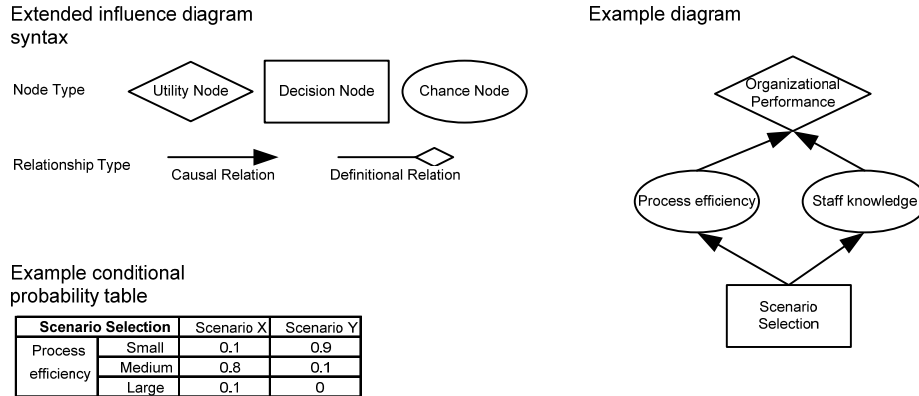 Extended influence diagram
syntax
Node Type
Utility Node
Decision Node
Chance Node
Relationship Type
Causal Relation
Definitional Relation
Example conditional
probability table
Scenario Selection Scenario X Scenario Y
Process efficiency
Small 0.1 0.9
Medium 0.8 0.1
Large 0.1 0
Example diagram
Organizational
Performance
Process efficiency
Staff knowledge
Scenario
Selection